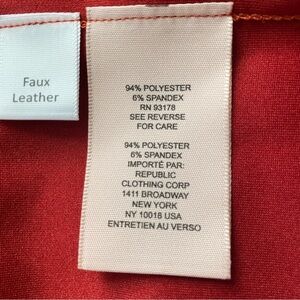 Faux
Leather
94% POLYESTER
6% SPANDEX
RN 93178
SEE REVERSE
FOR CARE
94% POLYESTER
6% SPANDEX
IMPORTÉ PAR:
REPUBLIC
CLOTHING CORP
1411 BROADWAY
NEW YORK
NY 10018 USA
ENTRETIEN AU VERSO